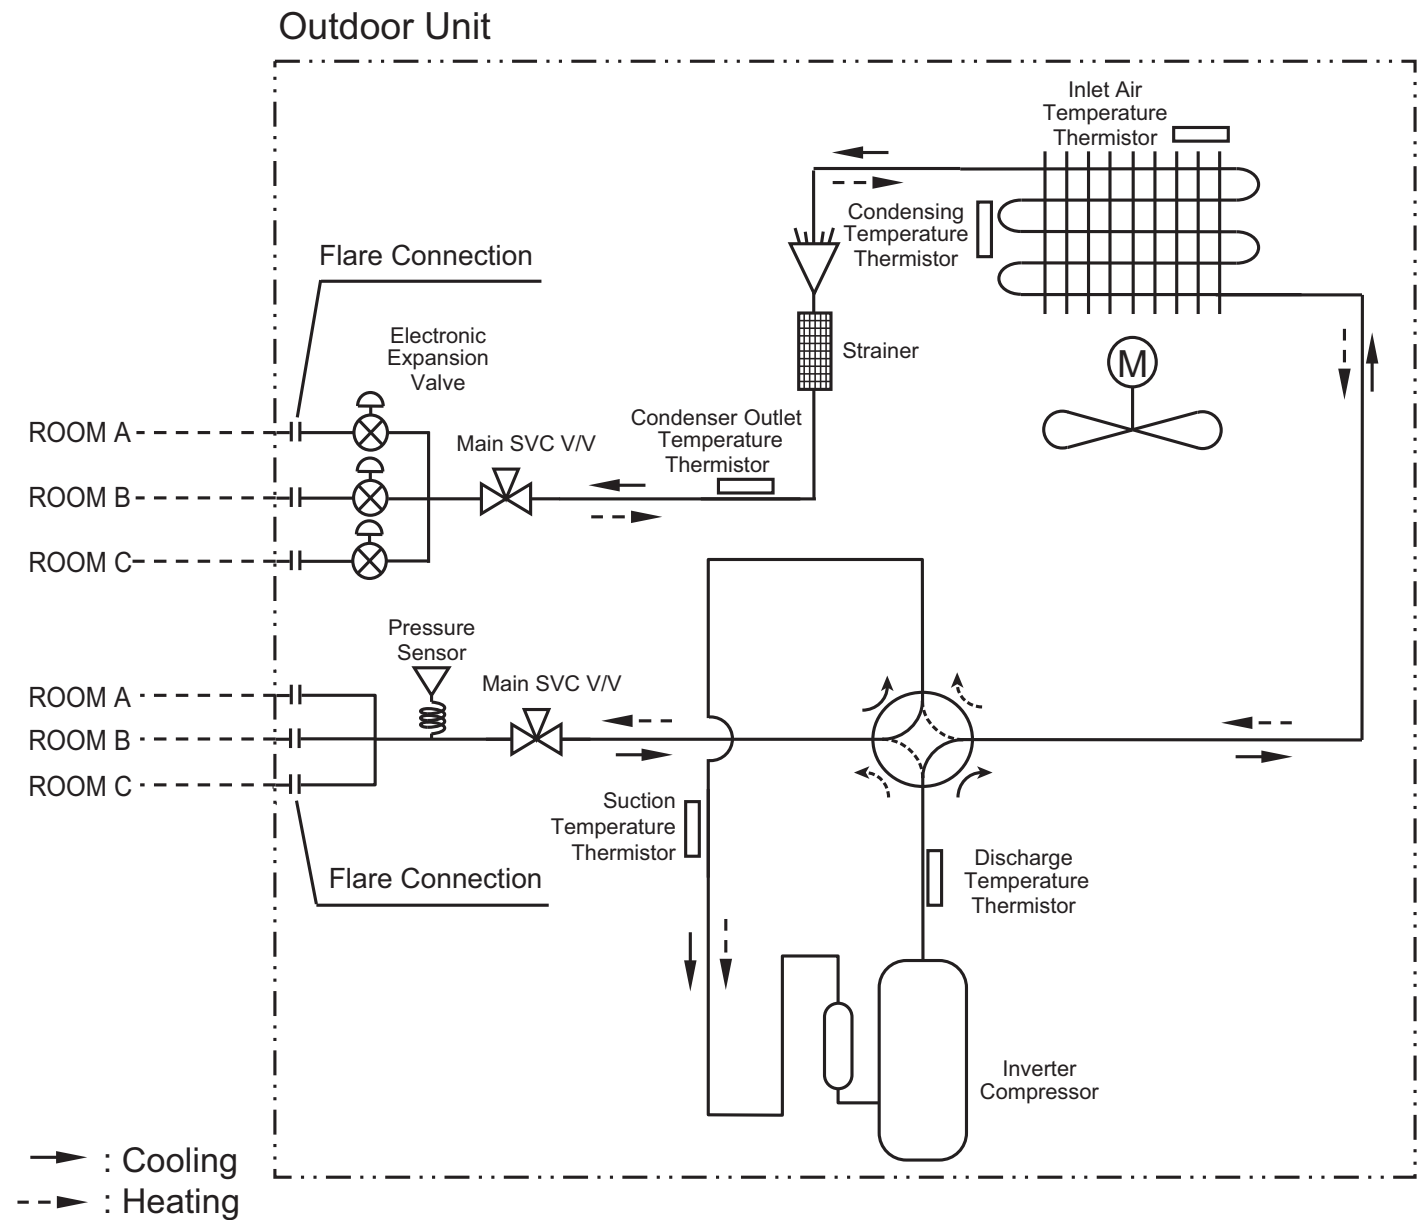 Outdoor Unit
Inlet Air
Temperature
Thermistor
Condensing
Temperature
Thermistor
Flare Connection
Electronic
Expansion
Valve
Strainer
M
Condenser Outlet
Temperature
Thermistor
Main SVC V/V
ROOM A
ROOM B
ROOM C
Pressure
Sensor
Main SVC V/V
ROOM A
ROOM B
ROOM C
Suction
Temperature
Thermistor
Flare Connection
Discharge
Temperature
Thermistor
Inverter
Compressor
: Cooling
: Heating